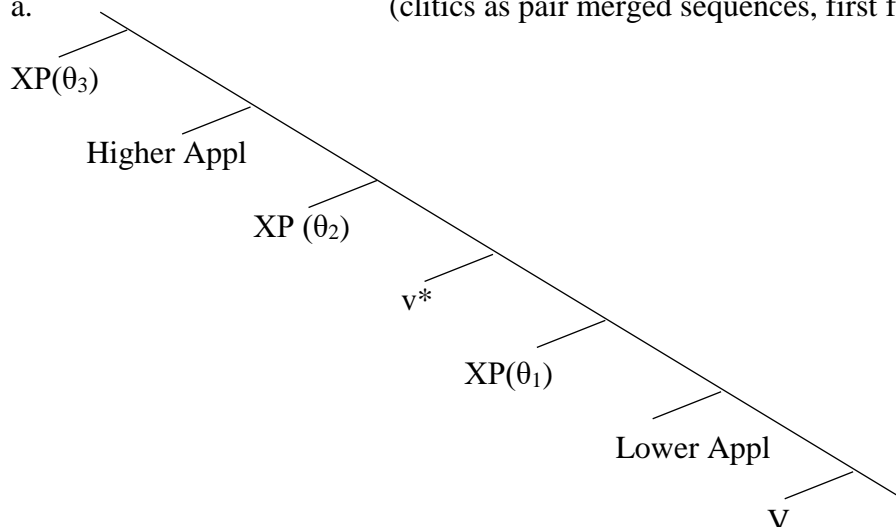 a. (clitics as pair merged sequences, first f
XP(θ₃)
Higher Appl
XP (θ₂)
v*
XP(θ₁)
Lower Appl
V